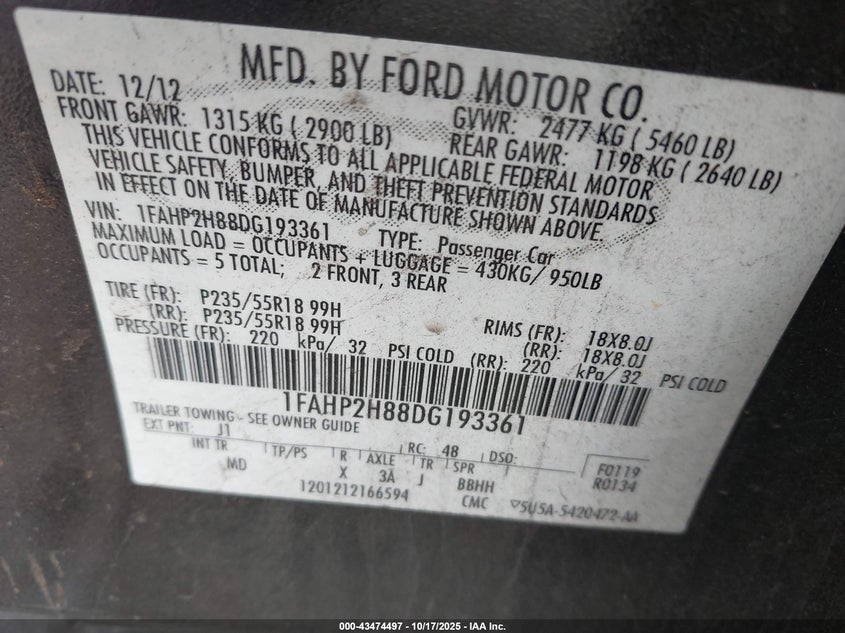 MFD. BY FORD MOTOR CO.
DATE: 12/12 GVWR: 2477 KG ( 5460 LB)
FRONT GAWR: 1315 KG ( 2900 LB) REAR GAWR: 1198 KG ( 2640 LB)
THIS VEHICLE CONFORMS TO ALL APPLICABLE FEDERAL MOTOR
VEHICLE SAFETY, BUMPER, AND THEFT PREVENTION STANDARDS
IN EFFECT ON THE DATE OF MANUFACTURE SHOWN ABOVE.
VIN: 1FAHP2H88DG193361 TYPE: Passenger Car
MAXIMUM LOAD = OCCUPANTS + LUGGAGE = 430KG/ 950LB
OCCUPANTS = 5 TOTAL; 2 FRONT, 3 REAR
TIRE (FR): P235/55R18 99H RIMS (FR): 18X8.0J
(RR): P235/55R18 99H (RR): 18X8.0J
PRESSURE (FR): 220 kPa/ 32 PSI COLD (RR): 220 kPa/ 32 PSI COLD
1FAHP2H88DG193361
TRAILER TOWING - SEE OWNER GUIDE
EXT PNT: J1 RC: 48 DSO: F0119
INT TR TP/PS R AXLE TR SPR R0134
MD X 3A J BBHH
1201212166594 CMC ▽5U5A-5420472-AA
000-43474497 - 10/17/2025 - IAA Inc.